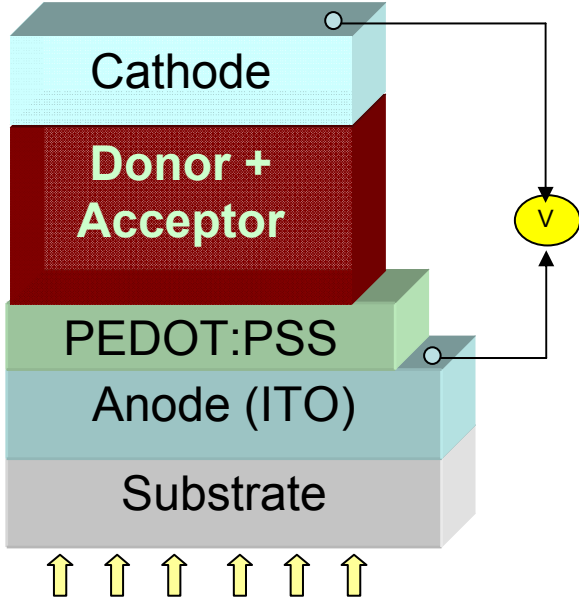 Cathode
Donor +
Acceptor
V
PEDOT:PSS
Anode (ITO)
Substrate